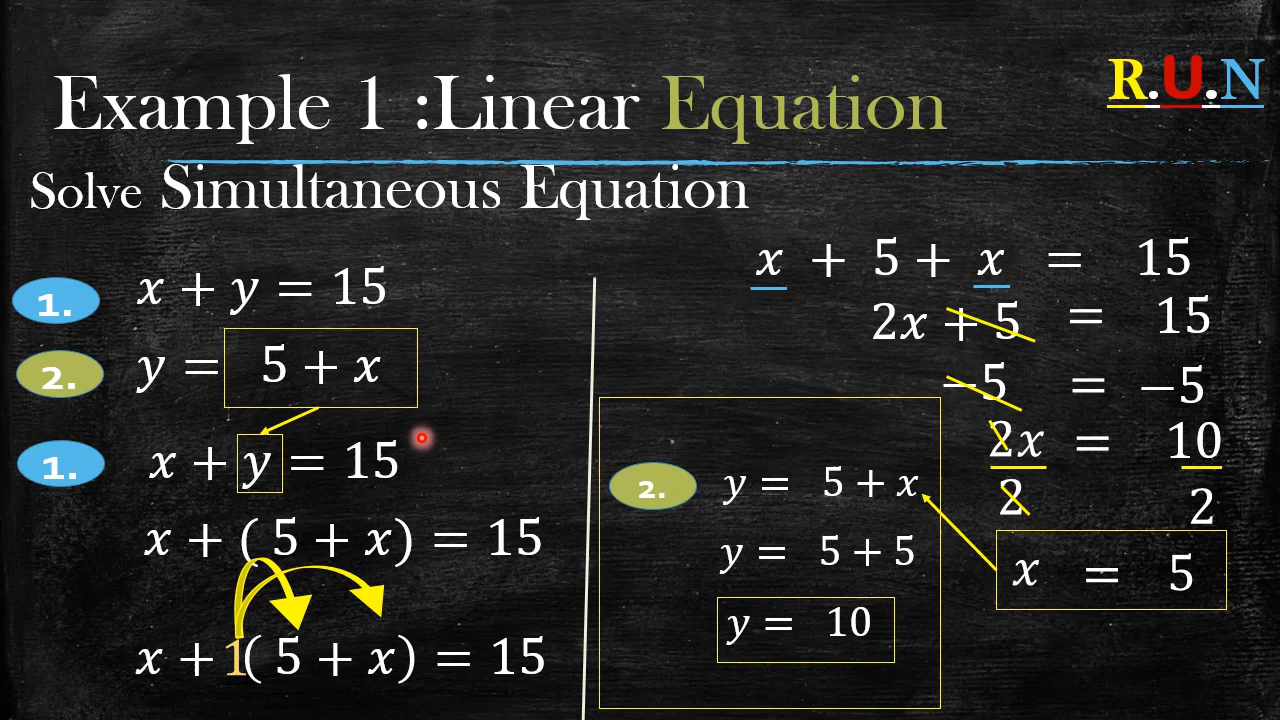 Example 1 :Linear Equation
R.U.N
Solve Simultaneous Equation
1. x + y = 15
2. y = 5 + x
1. x + y = 15
x + ( 5 + x) = 15
x + 1( 5 + x) = 15
x + 5 + x = 15
2x + 5 = 15
−5 = −5
2x = 10
2 2
x = 5
2. y = 5 + x
y = 5 + 5
y = 10